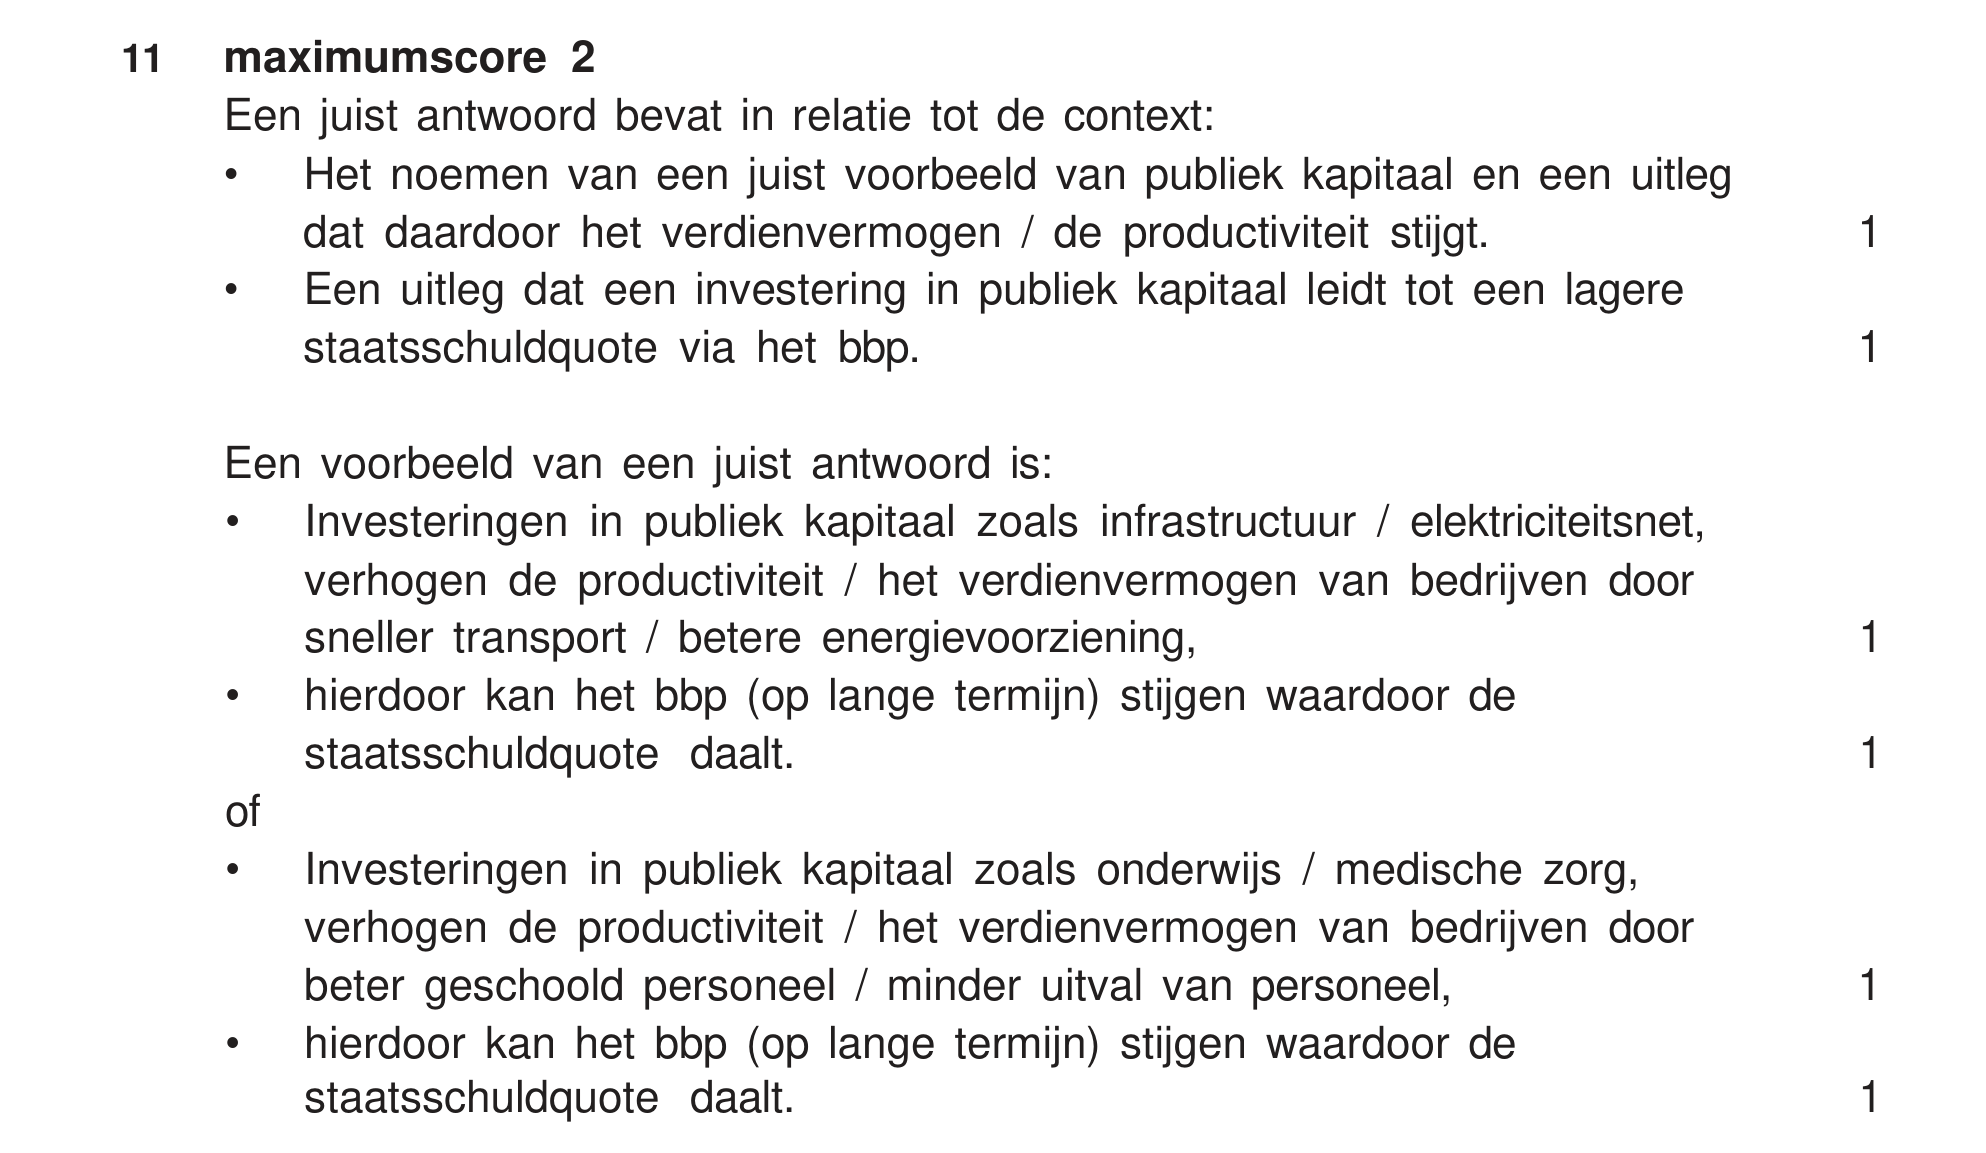 11 maximumscore 2
Een juist antwoord bevat in relatie tot de context:
• Het noemen van een juist voorbeeld van publiek kapitaal en een uitleg
dat daardoor het verdienvermogen / de productiviteit stijgt. 1
• Een uitleg dat een investering in publiek kapitaal leidt tot een lagere
staatsschuldquote via het bbp. 1
Een voorbeeld van een juist antwoord is:
• Investeringen in publiek kapitaal zoals infrastructuur / elektriciteitsnet,
verhogen de productiviteit / het verdienvermogen van bedrijven door
sneller transport / betere energievoorziening, 1
• hierdoor kan het bbp (op lange termijn) stijgen waardoor de
staatsschuldquote daalt. 1
of
• Investeringen in publiek kapitaal zoals onderwijs / medische zorg,
verhogen de productiviteit / het verdienvermogen van bedrijven door
beter geschoold personeel / minder uitval van personeel, 1
• hierdoor kan het bbp (op lange termijn) stijgen waardoor de
staatsschuldquote daalt. 1